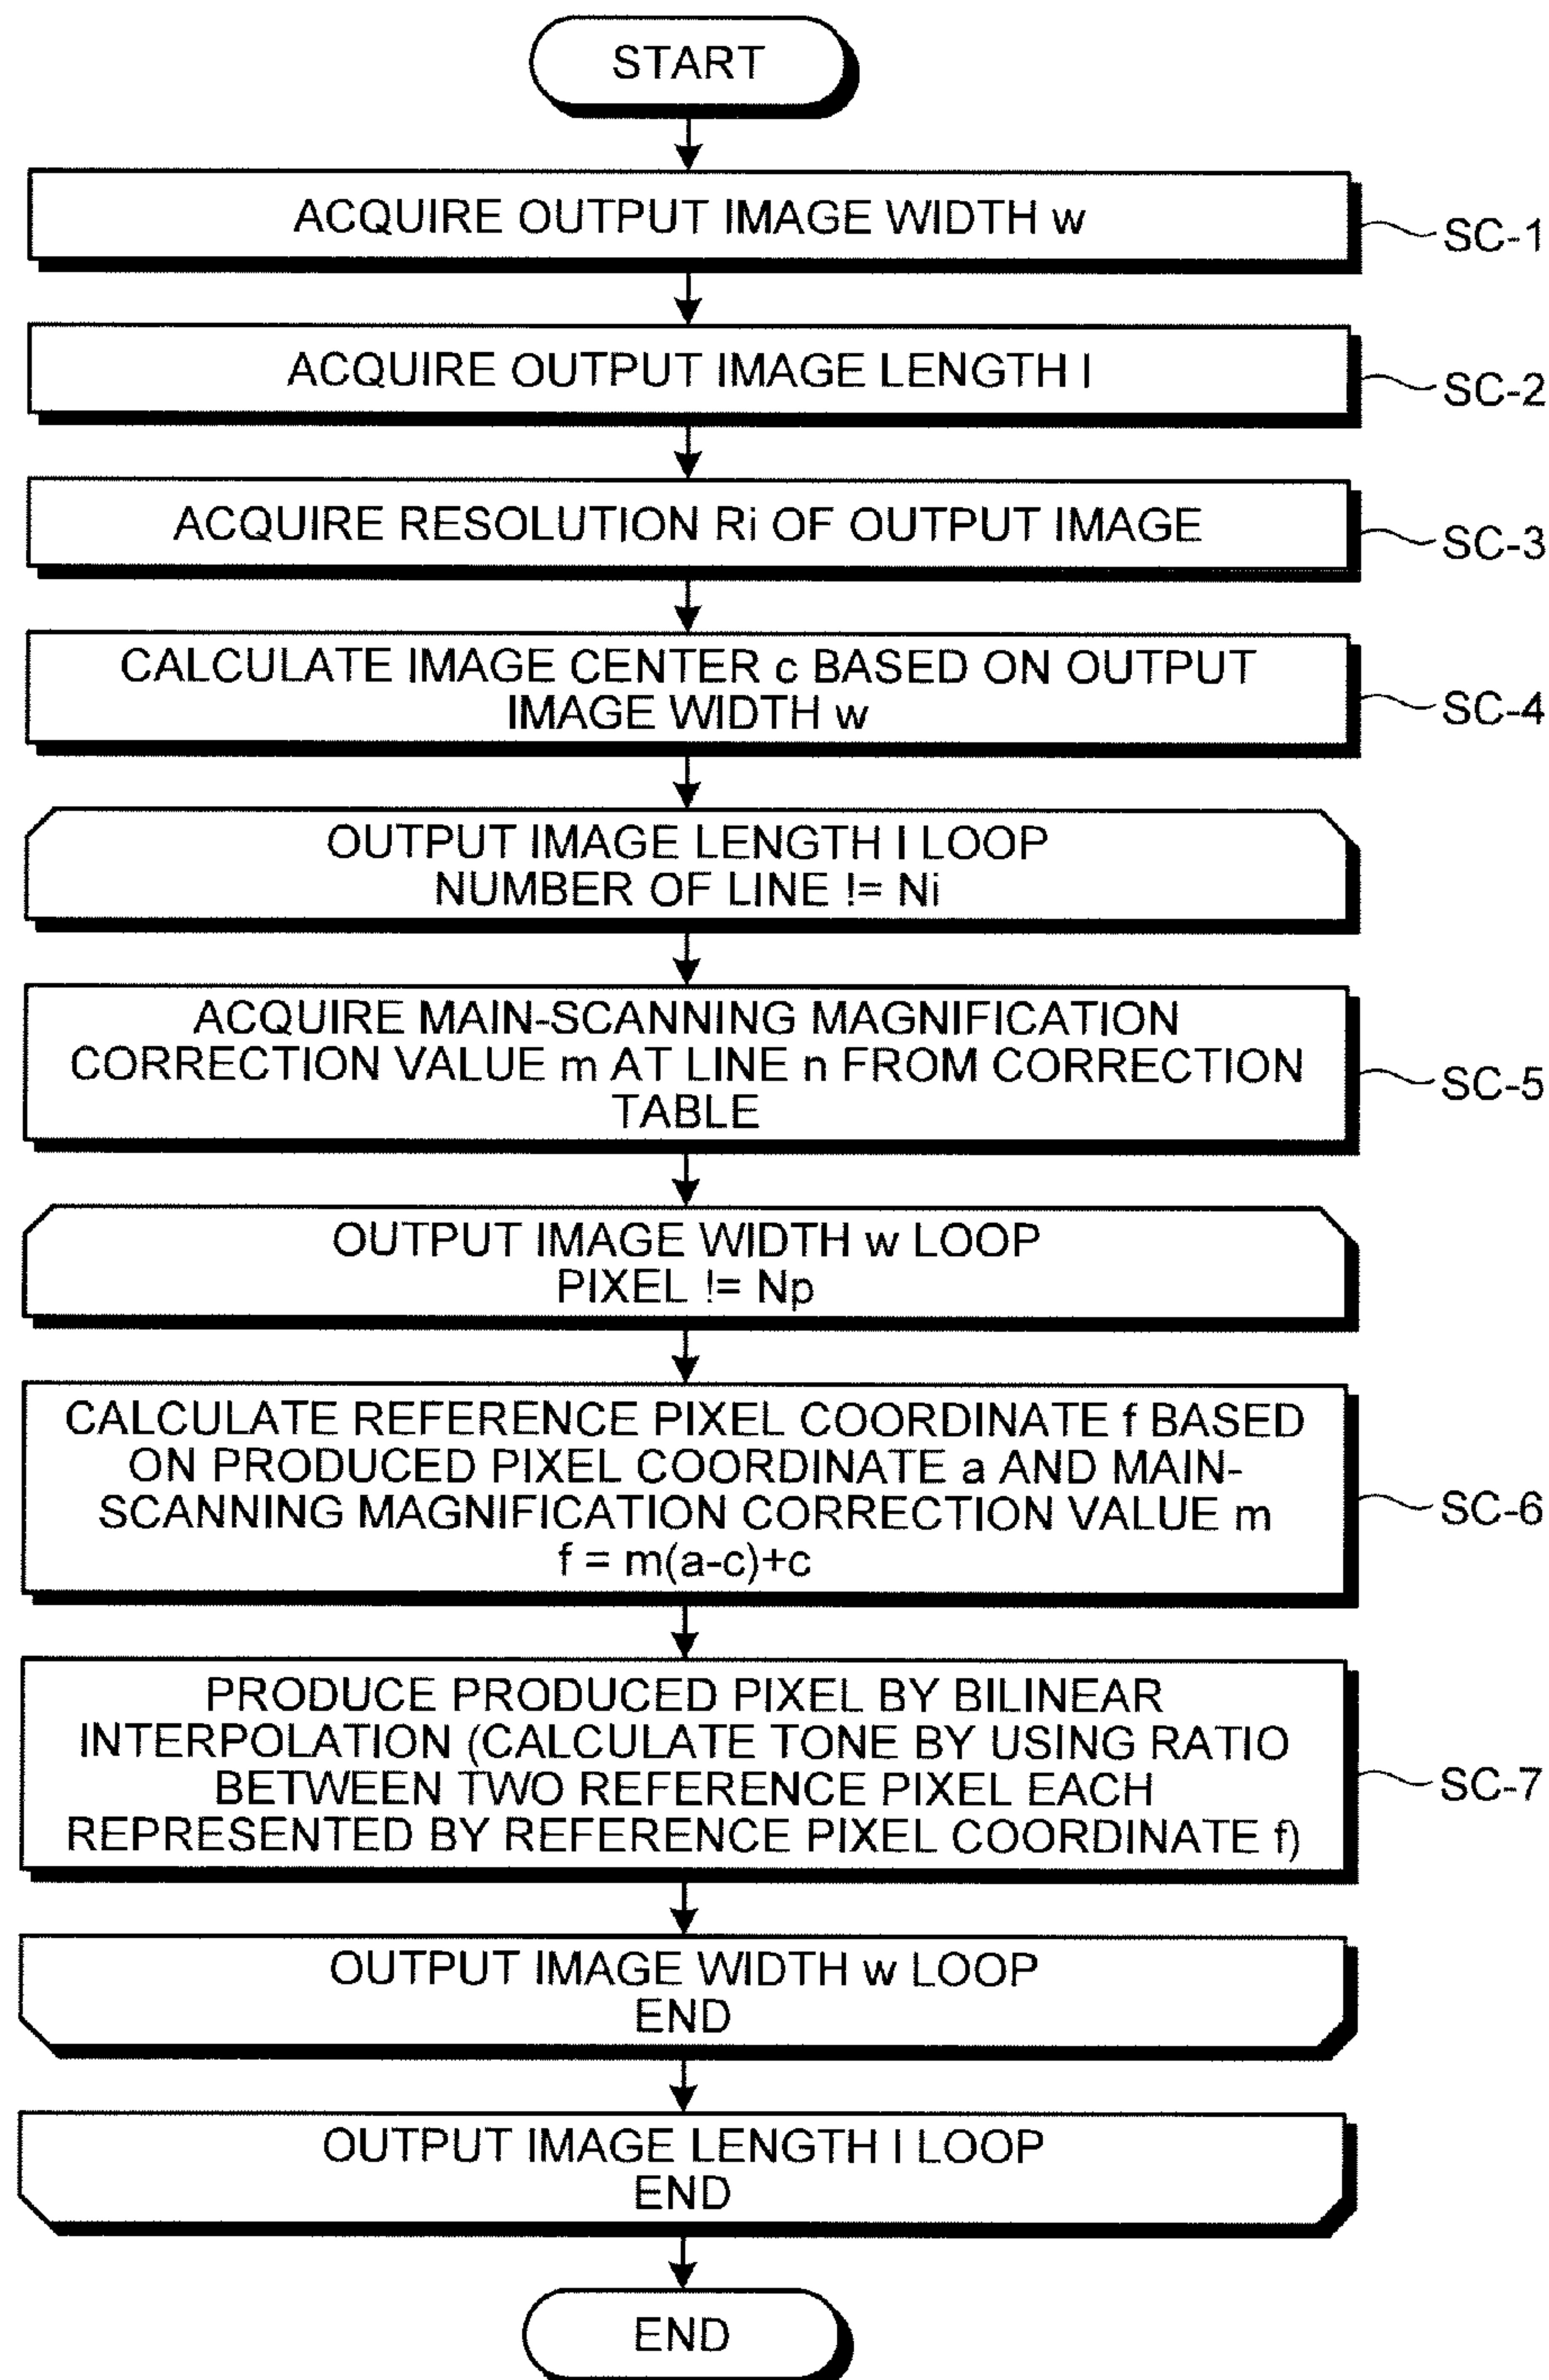 START
ACQUIRE OUTPUT IMAGE WIDTH w
SC-1
ACQUIRE OUTPUT IMAGE LENGTH l
SC-2
ACQUIRE RESOLUTION Ri OF OUTPUT IMAGE
SC-3
CALCULATE IMAGE CENTER c BASED ON OUTPUT
IMAGE WIDTH w
SC-4
OUTPUT IMAGE LENGTH l LOOP
NUMBER OF LINE != Ni
ACQUIRE MAIN-SCANNING MAGNIFICATION
CORRECTION VALUE m AT LINE n FROM CORRECTION
TABLE
SC-5
OUTPUT IMAGE WIDTH w LOOP
PIXEL != Np
CALCULATE REFERENCE PIXEL COORDINATE f BASED
ON PRODUCED PIXEL COORDINATE a AND MAIN-
SCANNING MAGNIFICATION CORRECTION VALUE m
f = m(a-c)+c
SC-6
PRODUCE PRODUCED PIXEL BY BILINEAR
INTERPOLATION (CALCULATE TONE BY USING RATIO
BETWEEN TWO REFERENCE PIXEL EACH
REPRESENTED BY REFERENCE PIXEL COORDINATE f)
SC-7
OUTPUT IMAGE WIDTH w LOOP
END
OUTPUT IMAGE LENGTH l LOOP
END
END